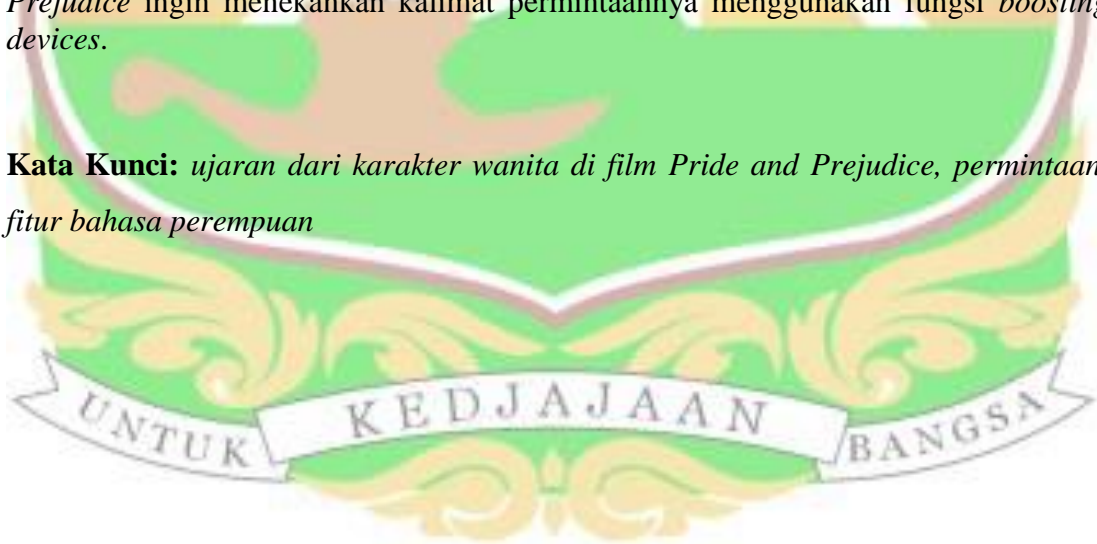 Prejudice ingin menekankan kalimat permintaannya menggunakan fungsi boosting
devices.
Kata Kunci: ujaran dari karakter wanita di film Pride and Prejudice, permintaan
fitur bahasa perempuan
UNTUK KEDJAJAAN BANGSA